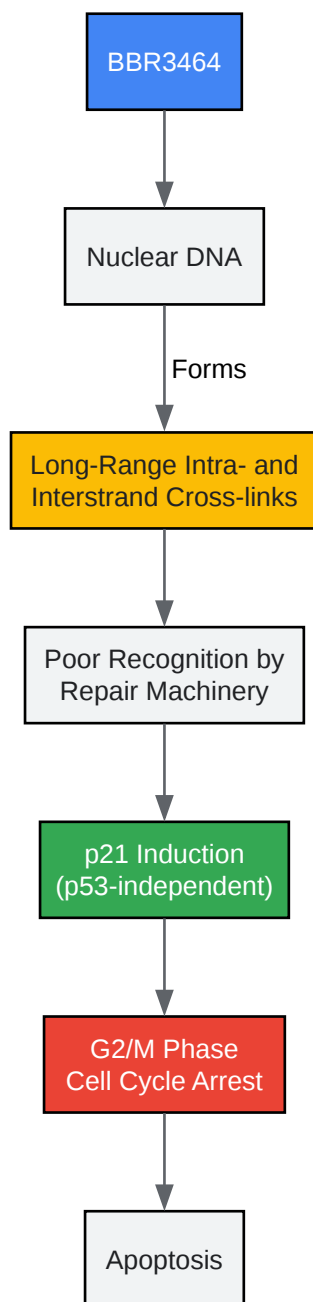 BBR3464
Nuclear DNA
Forms
Long-Range Intra- and
Interstrand Cross-links
Poor Recognition by
Repair Machinery
p21 Induction
(p53-independent)
G2/M Phase
Cell Cycle Arrest
Apoptosis